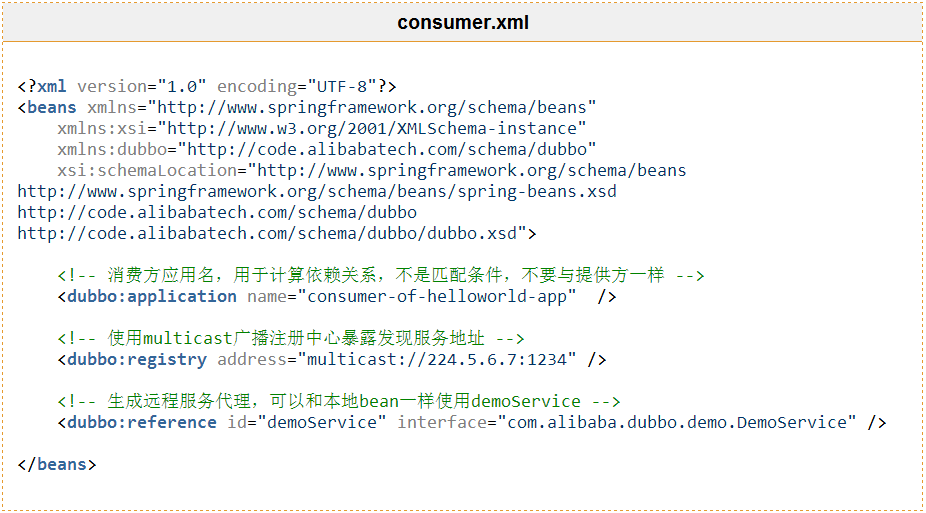 consumer.xml
<?xml version="1.0" encoding="UTF-8"?>
<beans xmlns="http://www.springframework.org/schema/beans"
    xmlns:xsi="http://www.w3.org/2001/XMLSchema-instance"
    xmlns:dubbo="http://code.alibabatech.com/schema/dubbo"
    xsi:schemaLocation="http://www.springframework.org/schema/beans
http://www.springframework.org/schema/beans/spring-beans.xsd
http://code.alibabatech.com/schema/dubbo
http://code.alibabatech.com/schema/dubbo/dubbo.xsd">
    <!-- 消费方应用名，用于计算依赖关系，不是匹配条件，不要与提供方一样 -->
    <dubbo:application name="consumer-of-helloworld-app"  />
    <!-- 使用multicast广播注册中心暴露发现服务地址 -->
    <dubbo:registry address="multicast://224.5.6.7:1234" />
    <!-- 生成远程服务代理，可以和本地bean一样使用demoService -->
    <dubbo:reference id="demoService" interface="com.alibaba.dubbo.demo.DemoService" />
</beans>